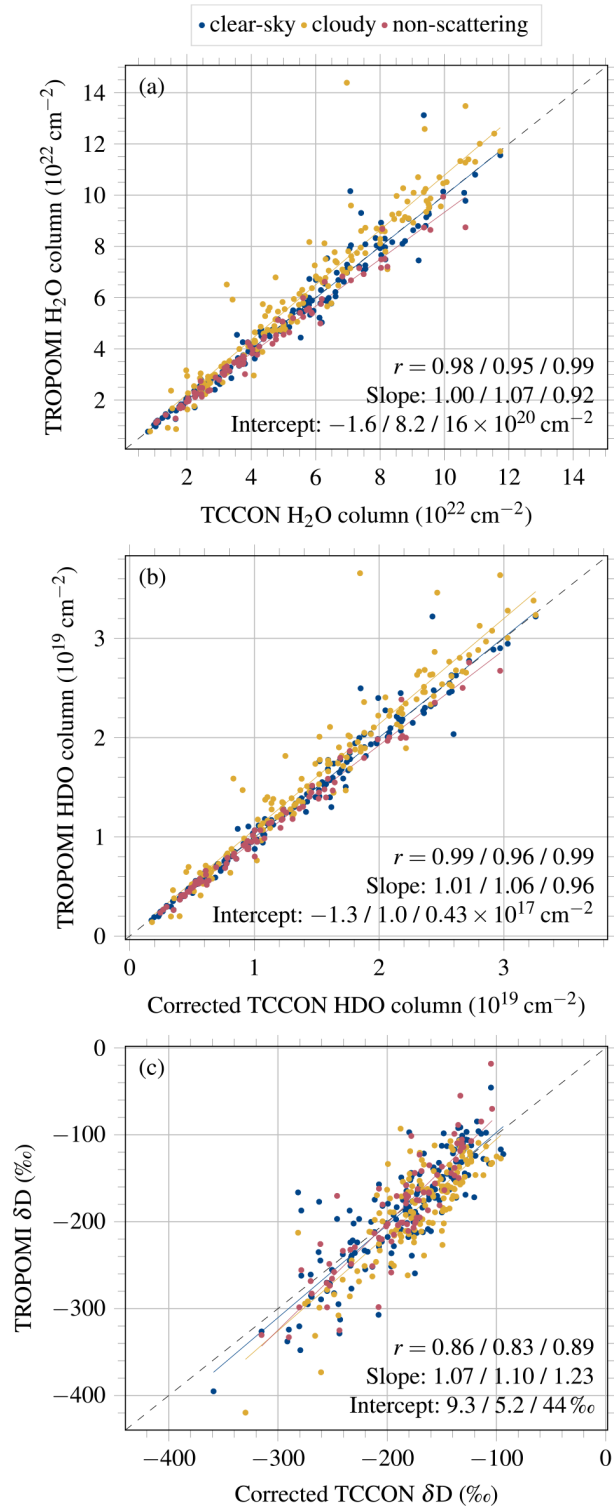 clear-sky cloudy non-scattering
(a)
14
12
10
8
6
4
2
TROPOMI H₂O column (10²² cm⁻²)
r = 0.98 / 0.95 / 0.99
Slope: 1.00 / 1.07 / 0.92
Intercept: −1.6 / 8.2 / 16 × 10²⁰ cm⁻²
2 4 6 8 10 12 14
TCCON H₂O column (10²² cm⁻²)
(b)
3
2
1
0
TROPOMI HDO column (10¹⁹ cm⁻²)
r = 0.99 / 0.96 / 0.99
Slope: 1.01 / 1.06 / 0.96
Intercept: −1.3 / 1.0 / 0.43 × 10¹⁷ cm⁻²
0 1 2 3
Corrected TCCON HDO column (10¹⁹ cm⁻²)
(c)
0
−100
−200
−300
−400
TROPOMI δD (‰)
r = 0.86 / 0.83 / 0.89
Slope: 1.07 / 1.10 / 1.23
Intercept: 9.3 / 5.2 / 44 ‰
−400 −300 −200 −100 0
Corrected TCCON δD (‰)